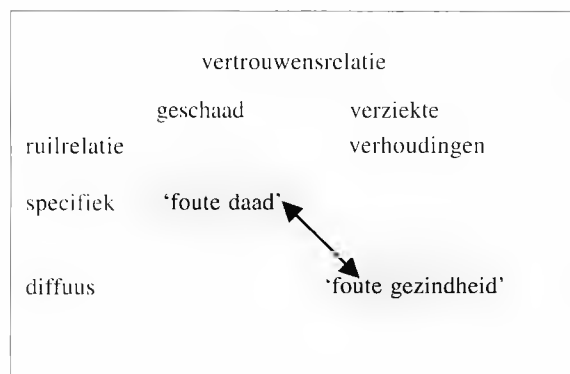 vertrouwensrelatie
geschaad verziekte
ruilrelatie verhoudingen
specifiek ‘foute daad’
diffuus ‘foute gezindheid’